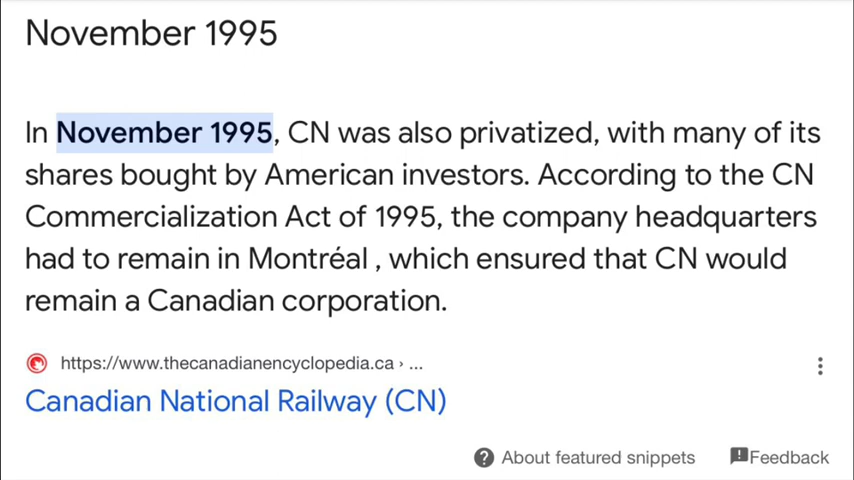 November 1995
In November 1995, CN was also privatized, with many of its
shares bought by American investors. According to the CN
Commercialization Act of 1995, the company headquarters
had to remain in Montréal , which ensured that CN would
remain a Canadian corporation.
https://www.thecanadianencyclopedia.ca › ...
Canadian National Railway (CN)
About featured snippets Feedback